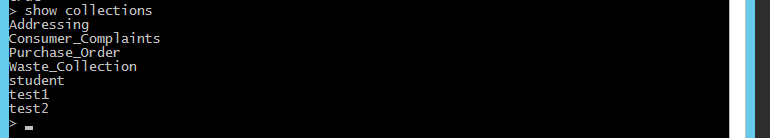 > show collections
Addressing
Consumer_Complaints
Purchase_Order
Waste_Collection
student
test1
test2
>